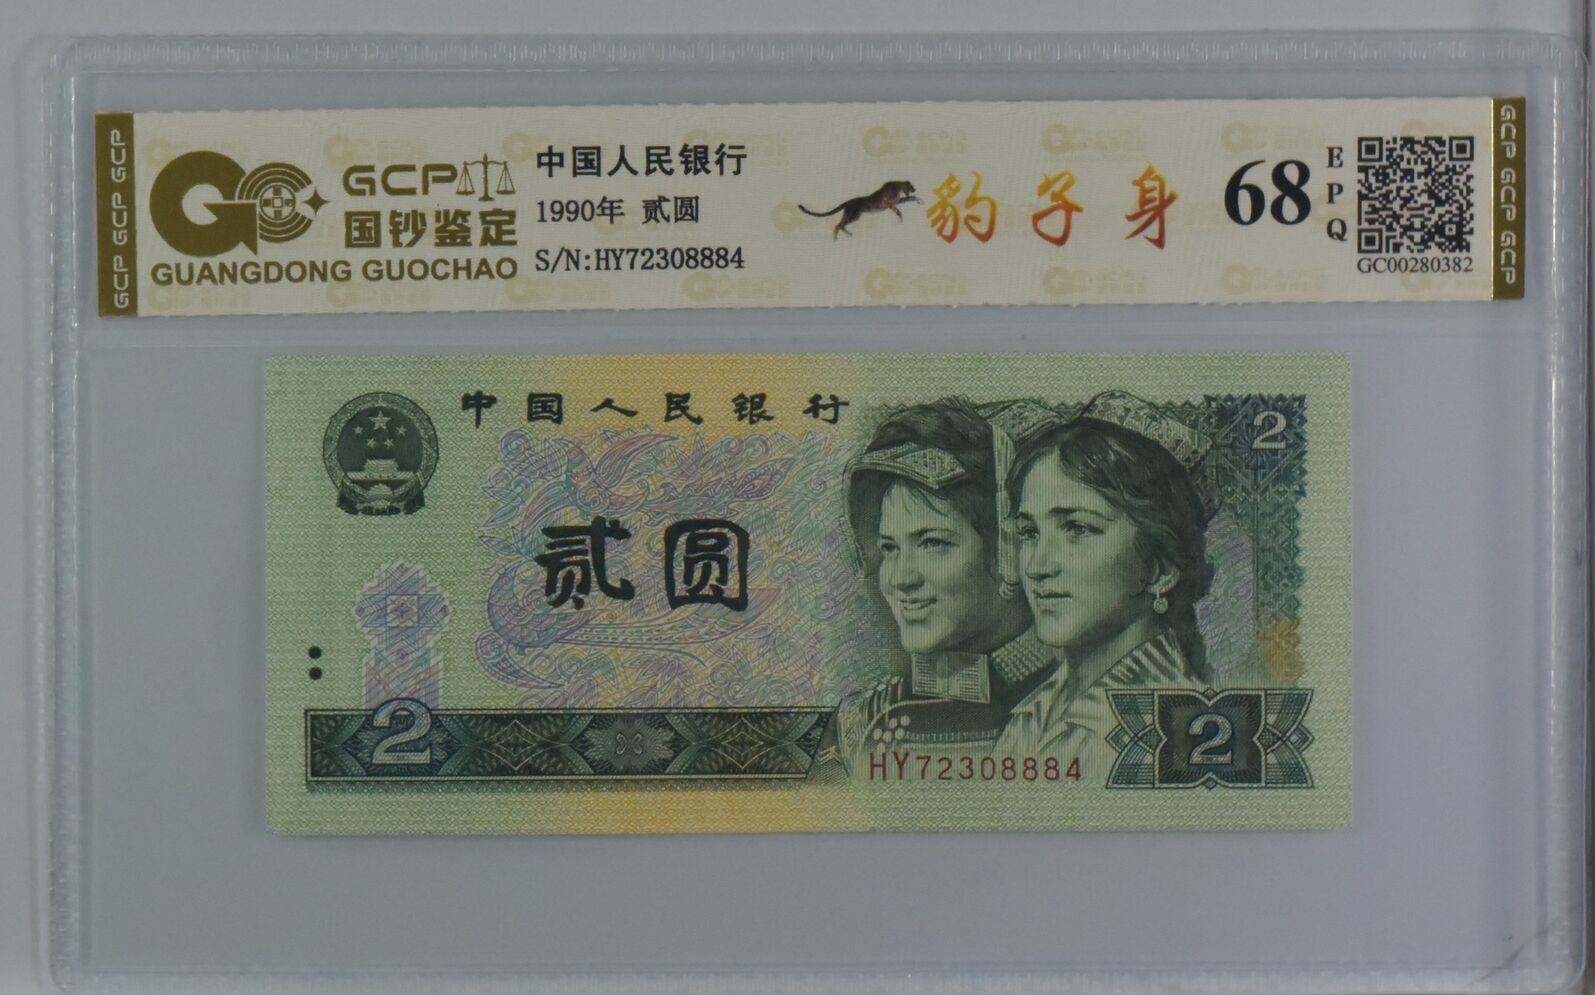 GCP GCP GCP
GCP
国钞鉴定
GUANGDONG GUOCHAO
中国人民银行
1990年 贰圆
S/N:HY72308884
豹子身
68
EPQ
GC00280382
GCP GCP GCP
中国人民银行
2
贰圆
2
HY72308884
2